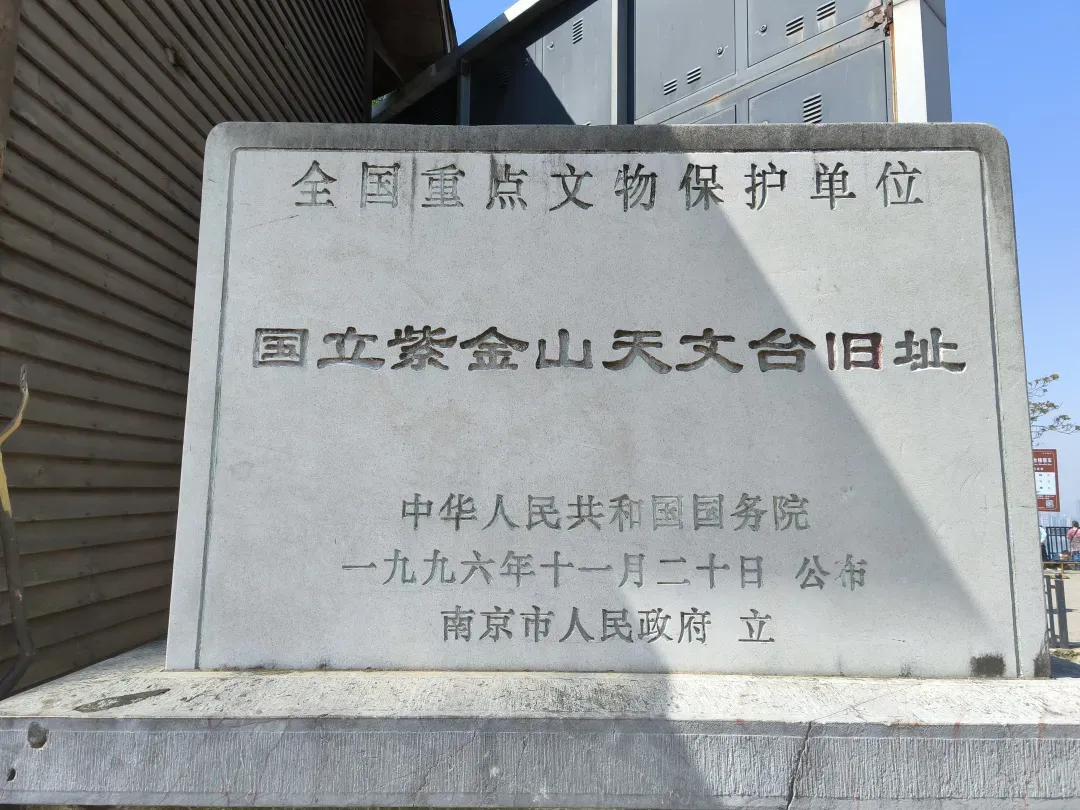 全国重点文物保护单位
国立紫金山天文台旧址
中华人民共和国国务院
一九九六年十一月二十日 公布
南京市人民政府 立